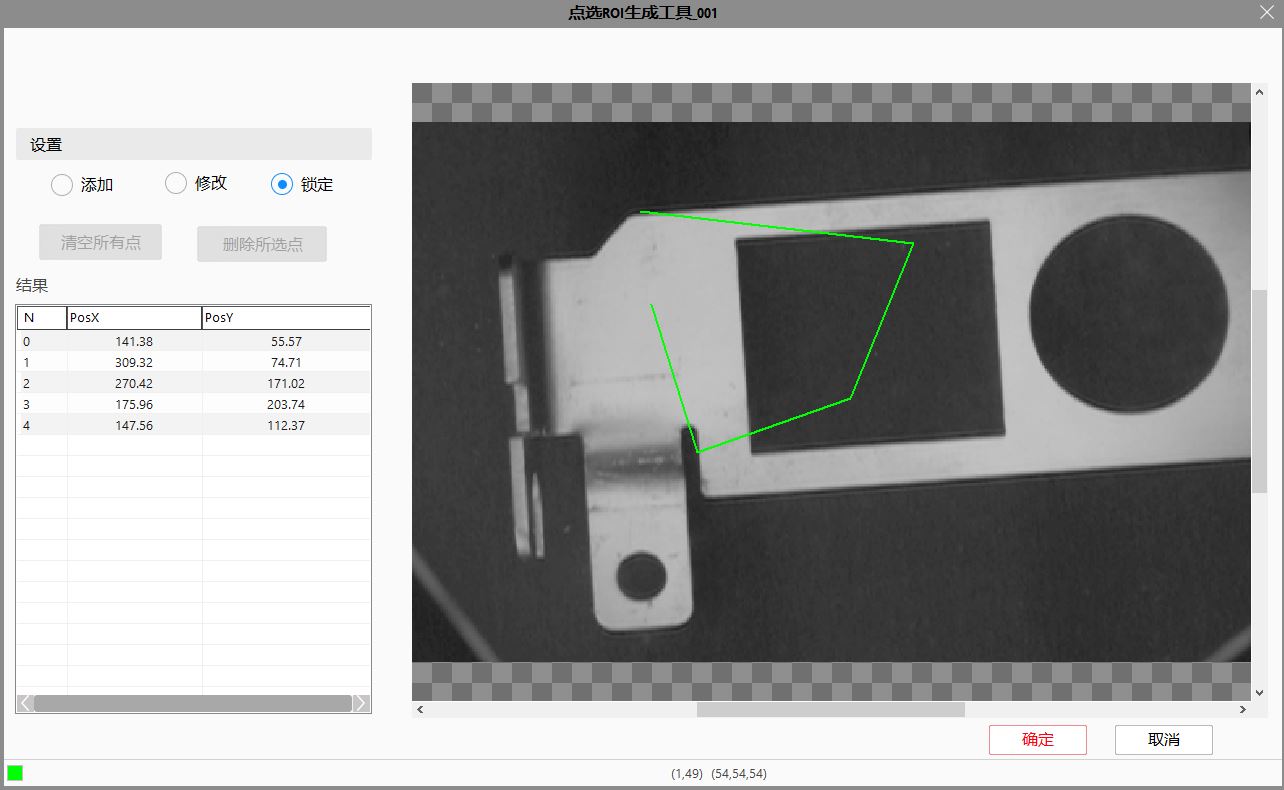 点选ROI生成工具_001
设置
添加 修改 锁定
清空所有点 删除所选点
结果
N PosX PosY
0 141.38 55.57
1 309.32 74.71
2 270.42 171.02
3 175.96 203.74
4 147.56 112.37
确定 取消
(1,49) (54,54,54)